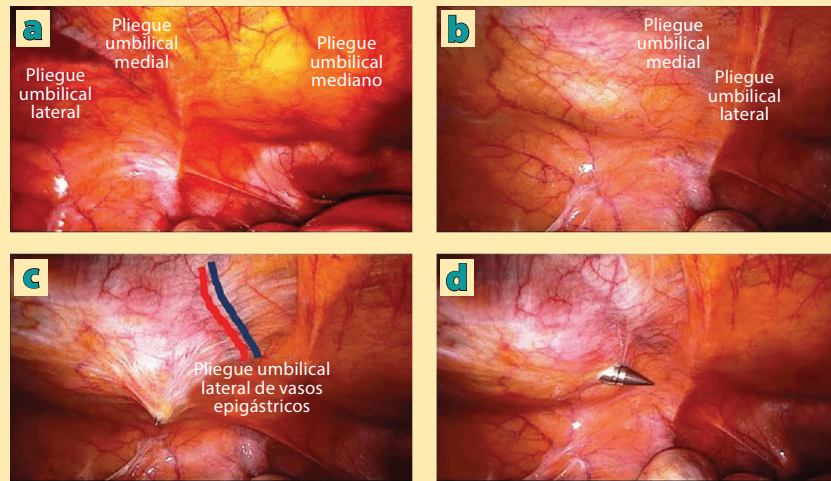 a
Pliegue
umbilical
medial
Pliegue
umbilical
mediano
Pliegue
umbilical
lateral
b
Pliegue
umbilical
medial
Pliegue
umbilical
lateral
c
Pliegue umbilical
lateral de vasos
epigástricos
d